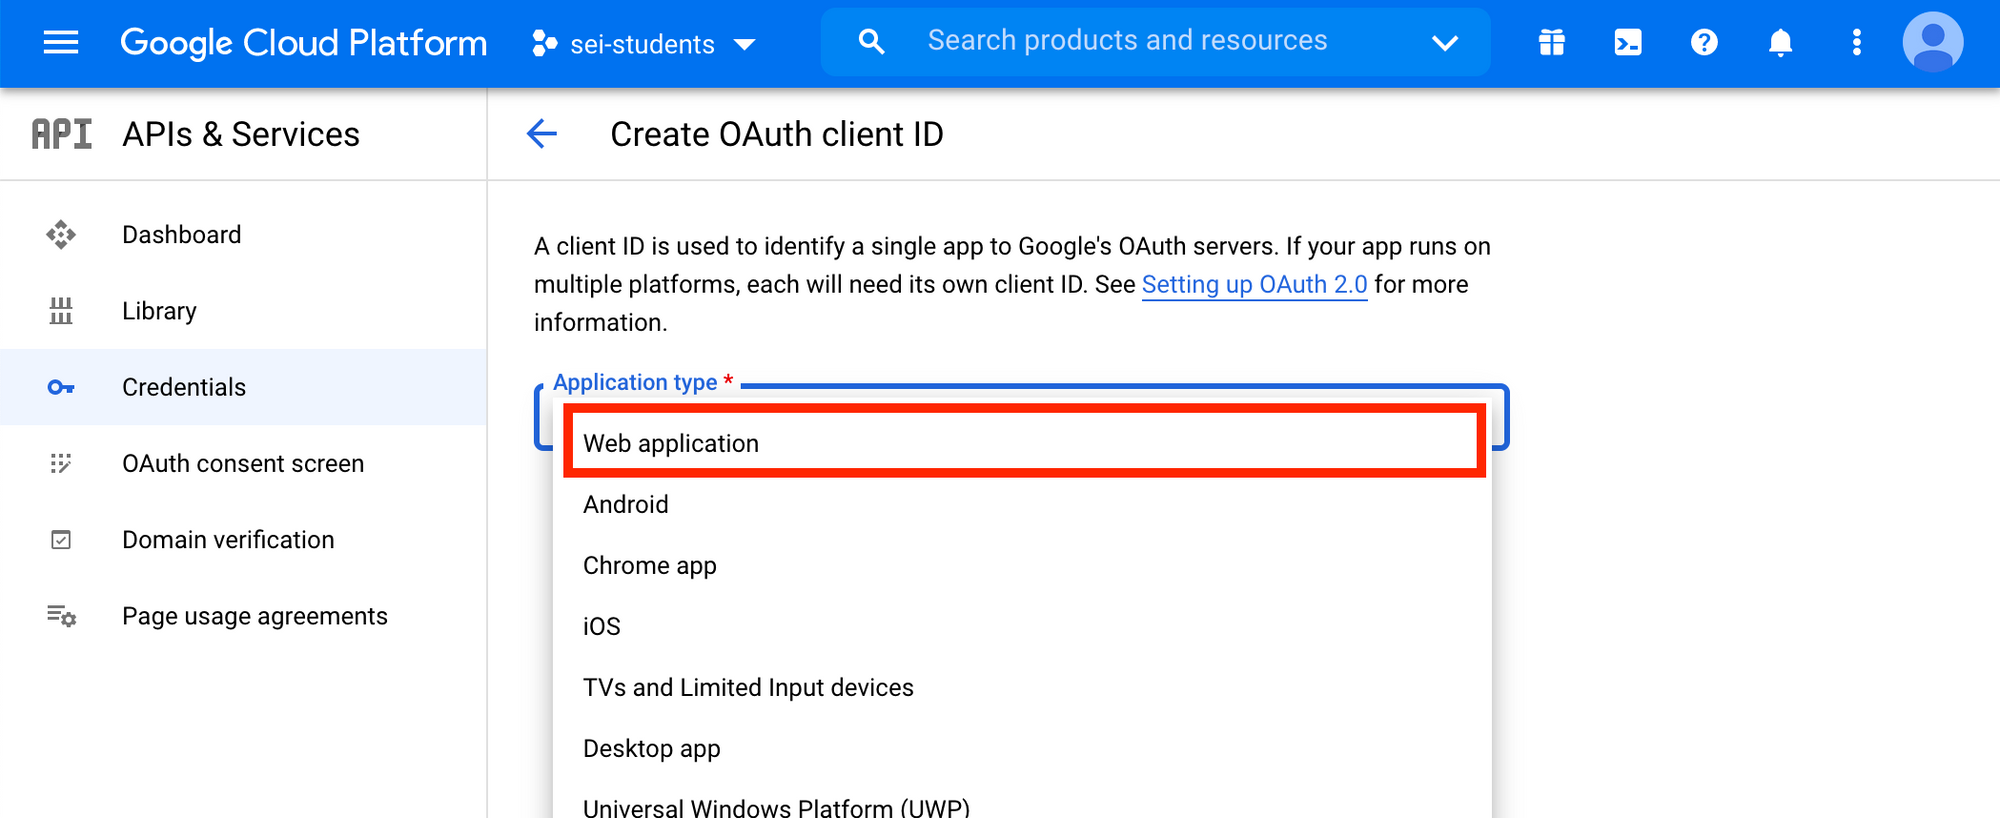 Google Cloud Platform
sei-students
Search products and resources
API
APIs & Services
Create OAuth client ID
Dashboard
Library
Credentials
OAuth consent screen
Domain verification
Page usage agreements
A client ID is used to identify a single app to Google's OAuth servers. If your app runs on
multiple platforms, each will need its own client ID. See Setting up OAuth 2.0 for more
information.
Application type *
Web application
Android
Chrome app
iOS
TVs and Limited Input devices
Desktop app
Universal Windows Platform (UWP)